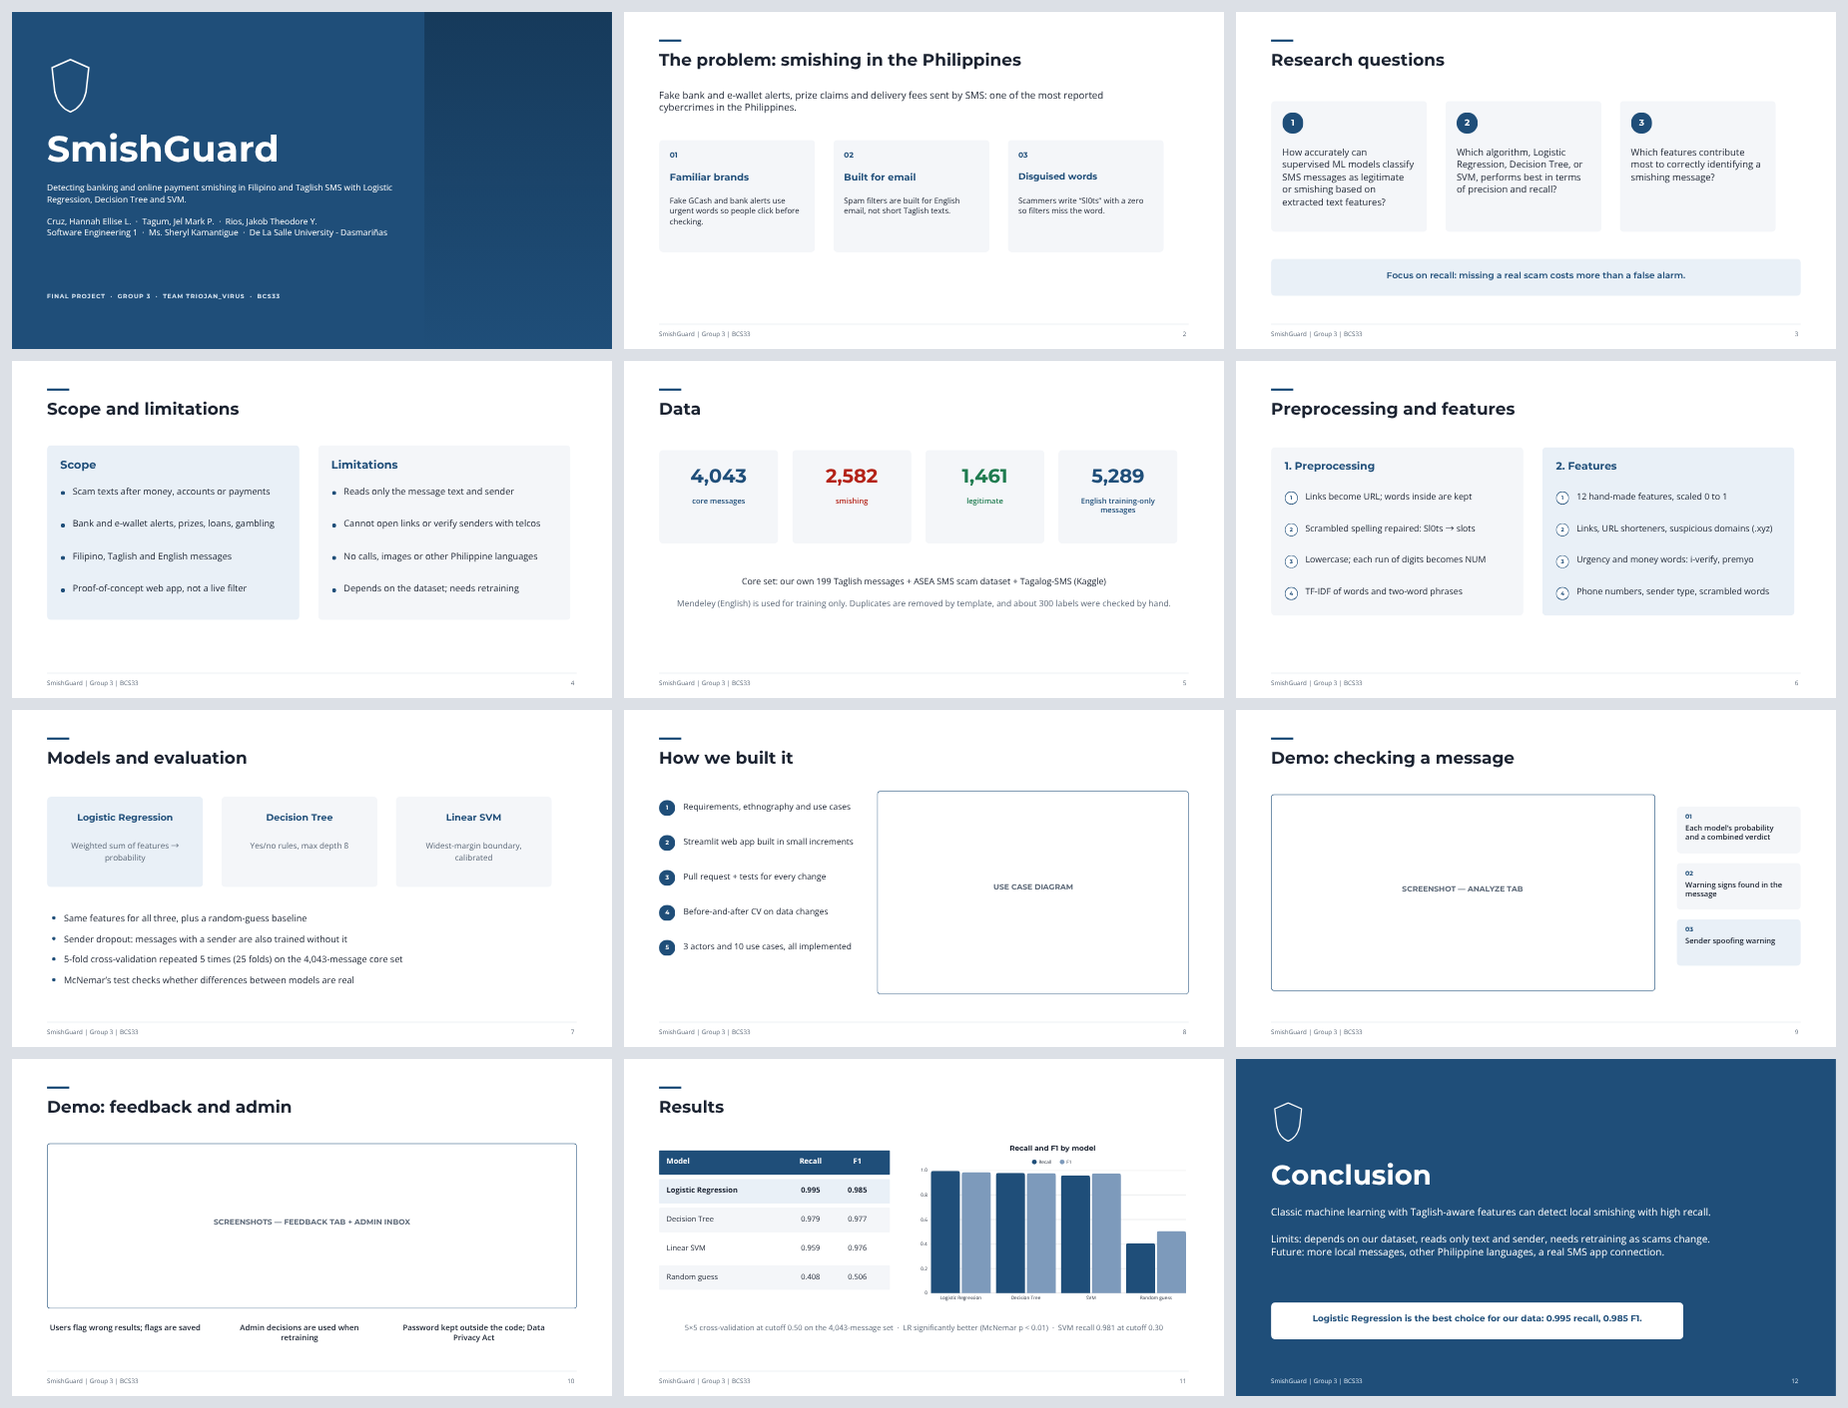 SmishGuard
Detecting banking and online payment smishing in Filipino and Taglish SMS with Logistic
Regression, Decision Tree and SVM.
Cruz, Hannah Ellise L. · Tagum, Jel Mark P. · Rios, Jakob Theodore Y.
Software Engineering 1 · Ms. Sheryl Kamantigue · De La Salle University - Dasmariñas
FINAL PROJECT · GROUP 3 · TEAM TRIOJAN_VIRUS · BCS33
The problem: smishing in the Philippines
Fake bank and e-wallet alerts, prize claims and delivery fees sent by SMS: one of the most reported
cybercrimes in the Philippines.
01
Familiar brands
Fake GCash and bank alerts use
urgent words so people click before
checking.
02
Built for email
Spam filters are built for English
email, not short Taglish texts.
03
Disguised words
Scammers write “Sl0ts” with a zero
so filters miss the word.
SmishGuard | Group 3 | BCS33
2
Research questions
1
How accurately can
supervised ML models classify
SMS messages as legitimate
or smishing based on
extracted text features?
2
Which algorithm, Logistic
Regression, Decision Tree, or
SVM, performs best in terms
of precision and recall?
3
Which features contribute
most to correctly identifying a
smishing message?
Focus on recall: missing a real scam costs more than a false alarm.
SmishGuard | Group 3 | BCS33
3
Scope and limitations
Scope
Scam texts after money, accounts or payments
Bank and e-wallet alerts, prizes, loans, gambling
Filipino, Taglish and English messages
Proof-of-concept web app, not a live filter
Limitations
Reads only the message text and sender
Cannot open links or verify senders with telcos
No calls, images or other Philippine languages
Depends on the dataset; needs retraining
SmishGuard | Group 3 | BCS33
4
Data
4,043
core messages
2,582
smishing
1,461
legitimate
5,289
English training-only
messages
Core set: our own 199 Taglish messages + ASEA SMS scam dataset + Tagalog-SMS (Kaggle)
Mendeley (English) is used for training only. Duplicates are removed by template, and about 300 labels were checked by hand.
SmishGuard | Group 3 | BCS33
5
Preprocessing and features
1. Preprocessing
1 Links become URL; words inside are kept
2 Scrambled spelling repaired: Sl0ts → slots
3 Lowercase; each run of digits becomes NUM
4 TF-IDF of words and two-word phrases
2. Features
1 12 hand-made features, scaled 0 to 1
2 Links, URL shorteners, suspicious domains (.xyz)
3 Urgency and money words: i-verify, premyo
4 Phone numbers, sender type, scrambled words
SmishGuard | Group 3 | BCS33
6
Models and evaluation
Logistic Regression
Weighted sum of features →
probability
Decision Tree
Yes/no rules, max depth 8
Linear SVM
Widest-margin boundary,
calibrated
Same features for all three, plus a random-guess baseline
Sender dropout: messages with a sender are also trained without it
5-fold cross-validation repeated 5 times (25 folds) on the 4,043-message core set
McNemar's test checks whether differences between models are real
SmishGuard | Group 3 | BCS33
7
How we built it
1 Requirements, ethnography and use cases
2 Streamlit web app built in small increments
3 Pull request + tests for every change
4 Before-and-after CV on data changes
5 3 actors and 10 use cases, all implemented
USE CASE DIAGRAM
SmishGuard | Group 3 | BCS33
8
Demo: checking a message
SCREENSHOT — ANALYZE TAB
01
Each model's probability
and a combined verdict
02
Warning signs found in the
message
03
Sender spoofing warning
SmishGuard | Group 3 | BCS33
9
Demo: feedback and admin
SCREENSHOTS — FEEDBACK TAB + ADMIN INBOX
Users flag wrong results; flags are saved
Admin decisions are used when
retraining
Password kept outside the code; Data
Privacy Act
SmishGuard | Group 3 | BCS33
10
Results
Model Recall F1
Logistic Regression 0.995 0.985
Decision Tree 0.979 0.977
Linear SVM 0.959 0.976
Random guess 0.408 0.506
Recall and F1 by model
Recall F1
1.0
0.8
0.6
0.4
0.2
0
Logistic Regression Decision Tree SVM Random guess
5×5 cross-validation at cutoff 0.50 on the 4,043-message set · LR significantly better (McNemar p < 0.01) · SVM recall 0.981 at cutoff 0.30
SmishGuard | Group 3 | BCS33
11
Conclusion
Classic machine learning with Taglish-aware features can detect local smishing with high recall.
Limits: depends on our dataset, reads only text and sender, needs retraining as scams change.
Future: more local messages, other Philippine languages, a real SMS app connection.
Logistic Regression is the best choice for our data: 0.995 recall, 0.985 F1.
SmishGuard | Group 3 | BCS33
12